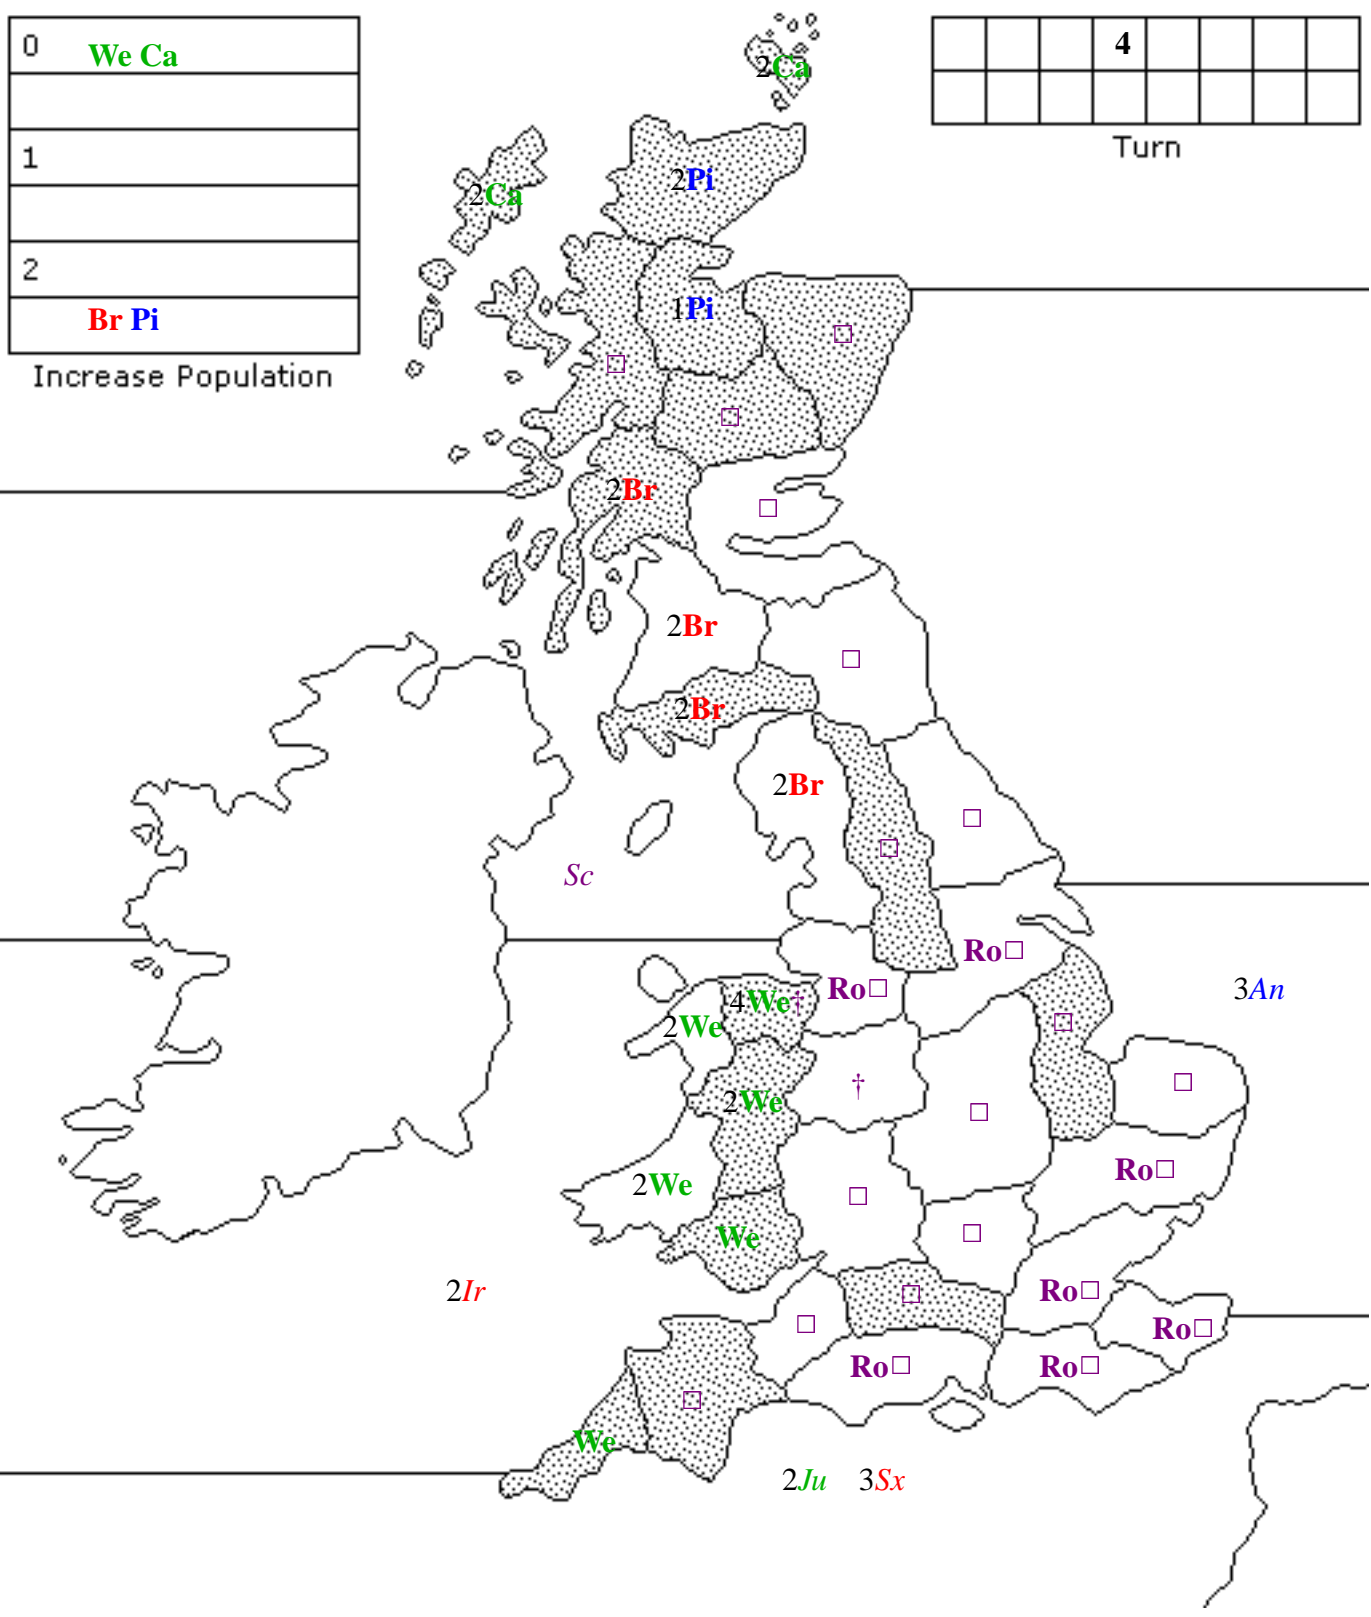 0 We Ca
1
2
Br Pi
Increase Population
4
Turn
2Ca
2Pi
2Ca
1Pi
□
□
□
2Br
□
2Br
□
2Br
2Br
□
□
Sc
Ro□
Ro□
3An
4We†
2We
□
□
†
2We
□
Ro□
2We
□
We
□
2Ir
Ro□
□
□
Ro□
Ro□
Ro□
□
We
2Ju 3Sx